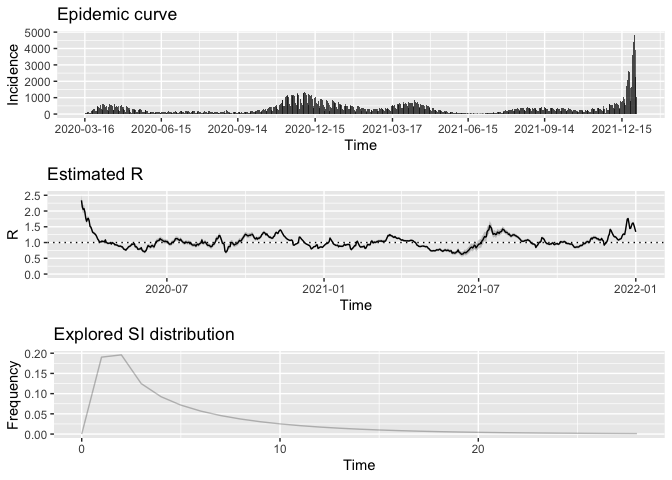 Epidemic curve
5000
4000
3000
2000
1000
0
Incidence
2020-03-16 2020-06-15 2020-09-14 2020-12-15 2021-03-17 2021-06-15 2021-09-14 2021-12-15
Time
Estimated R
2.5
2.0
1.5
1.0
0.5
0.0
R
2020-07 2021-01 2021-07 2022-01
Time
Explored SI distribution
0.20
0.15
0.10
0.05
0.00
Frequency
0 10 20
Time